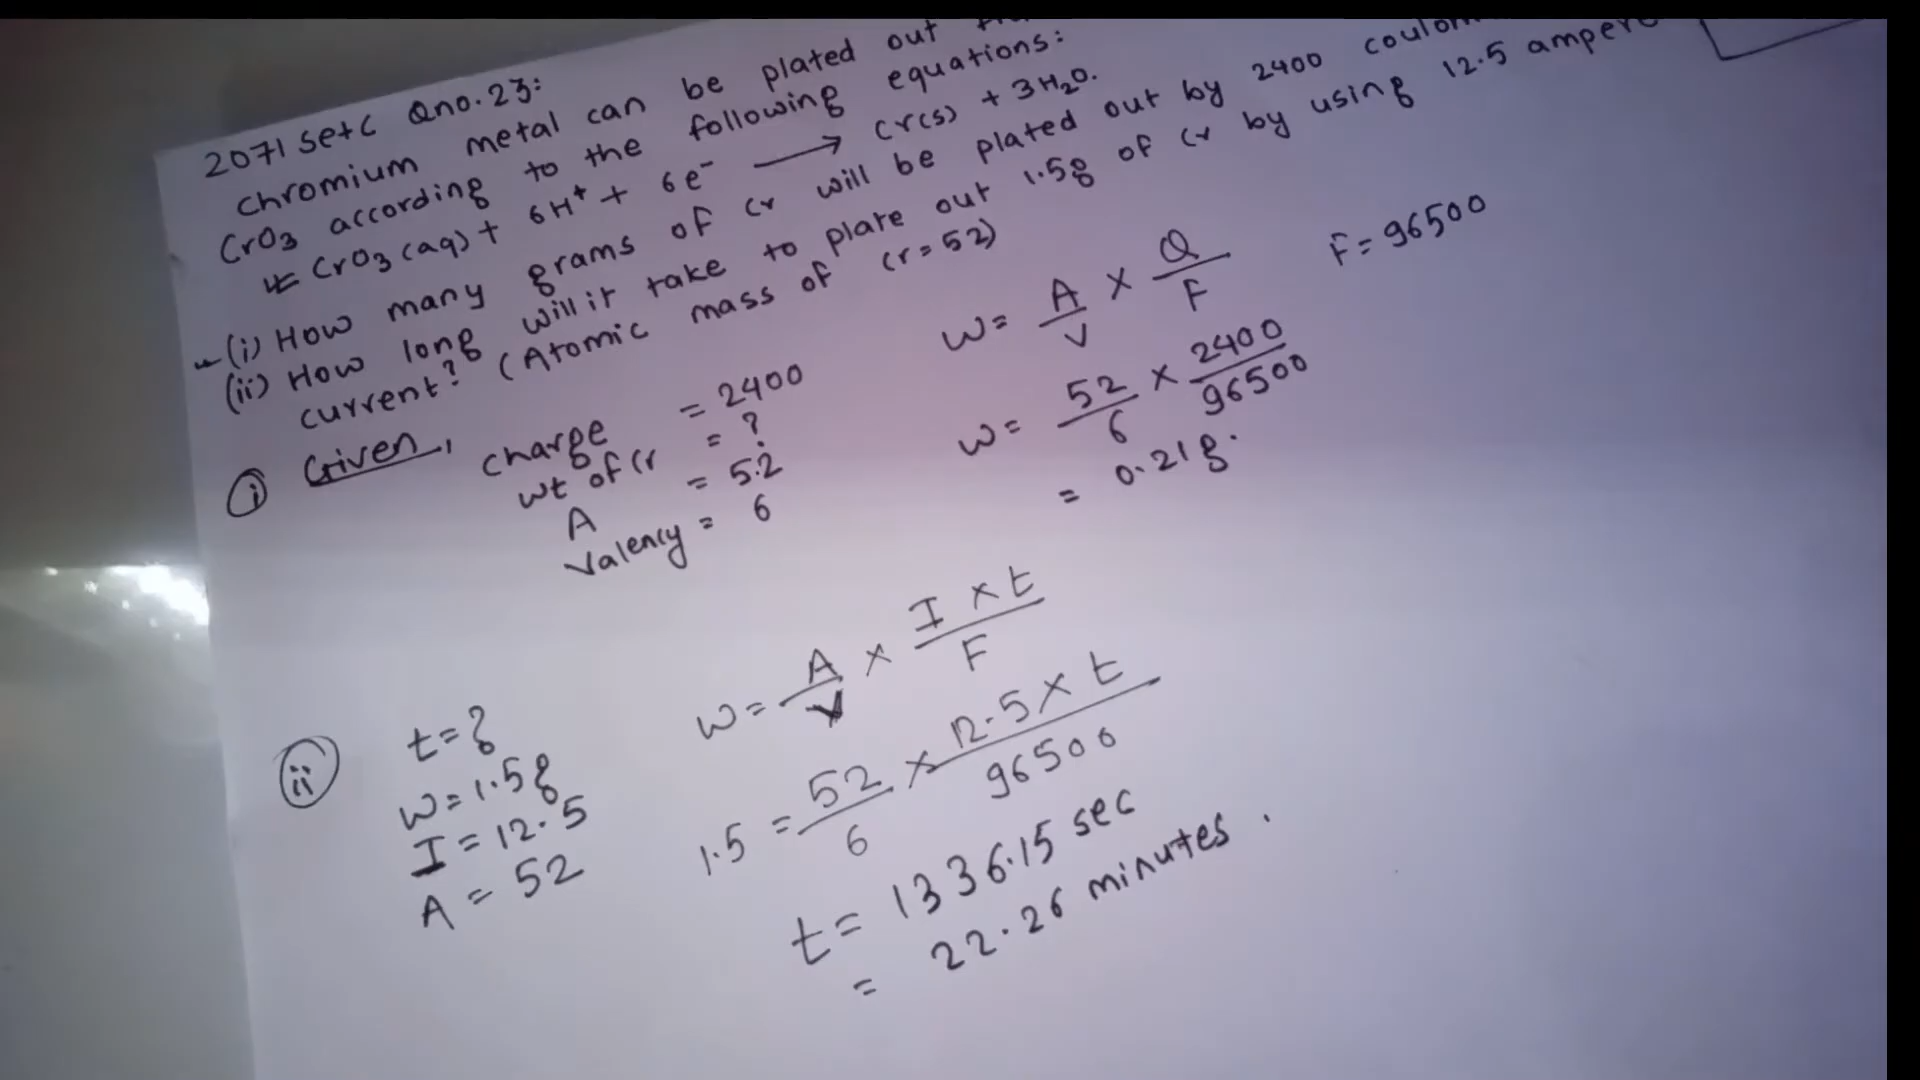 2071 Set C Qno.23:
Chromium metal can be plated out
CrO3 according to the following equations:
CrO3 (aq) + 6H+ + 6e- → Cr(s) + 3H2O.
(i) How many grams of Cr will be plated out by 2400
(ii) How long will it take to plate out 1.5g of Cr by using 12.5 ampere
current? (Atomic mass of Cr = 52)
(i) Given,
charge = 2400
wt of Cr = ?
A = 52
Valency = 6
W = A/V × Q/F
F = 96500
W = 52/6 × 2400/96500
= 0.21g.
(ii)
t = ?
W = 1.5g
I = 12.5
A = 52
W = A/V × I × t/F
1.5 = 52/6 × 12.5 × t/96500
t = 1336.15 sec
= 22.26 minutes.